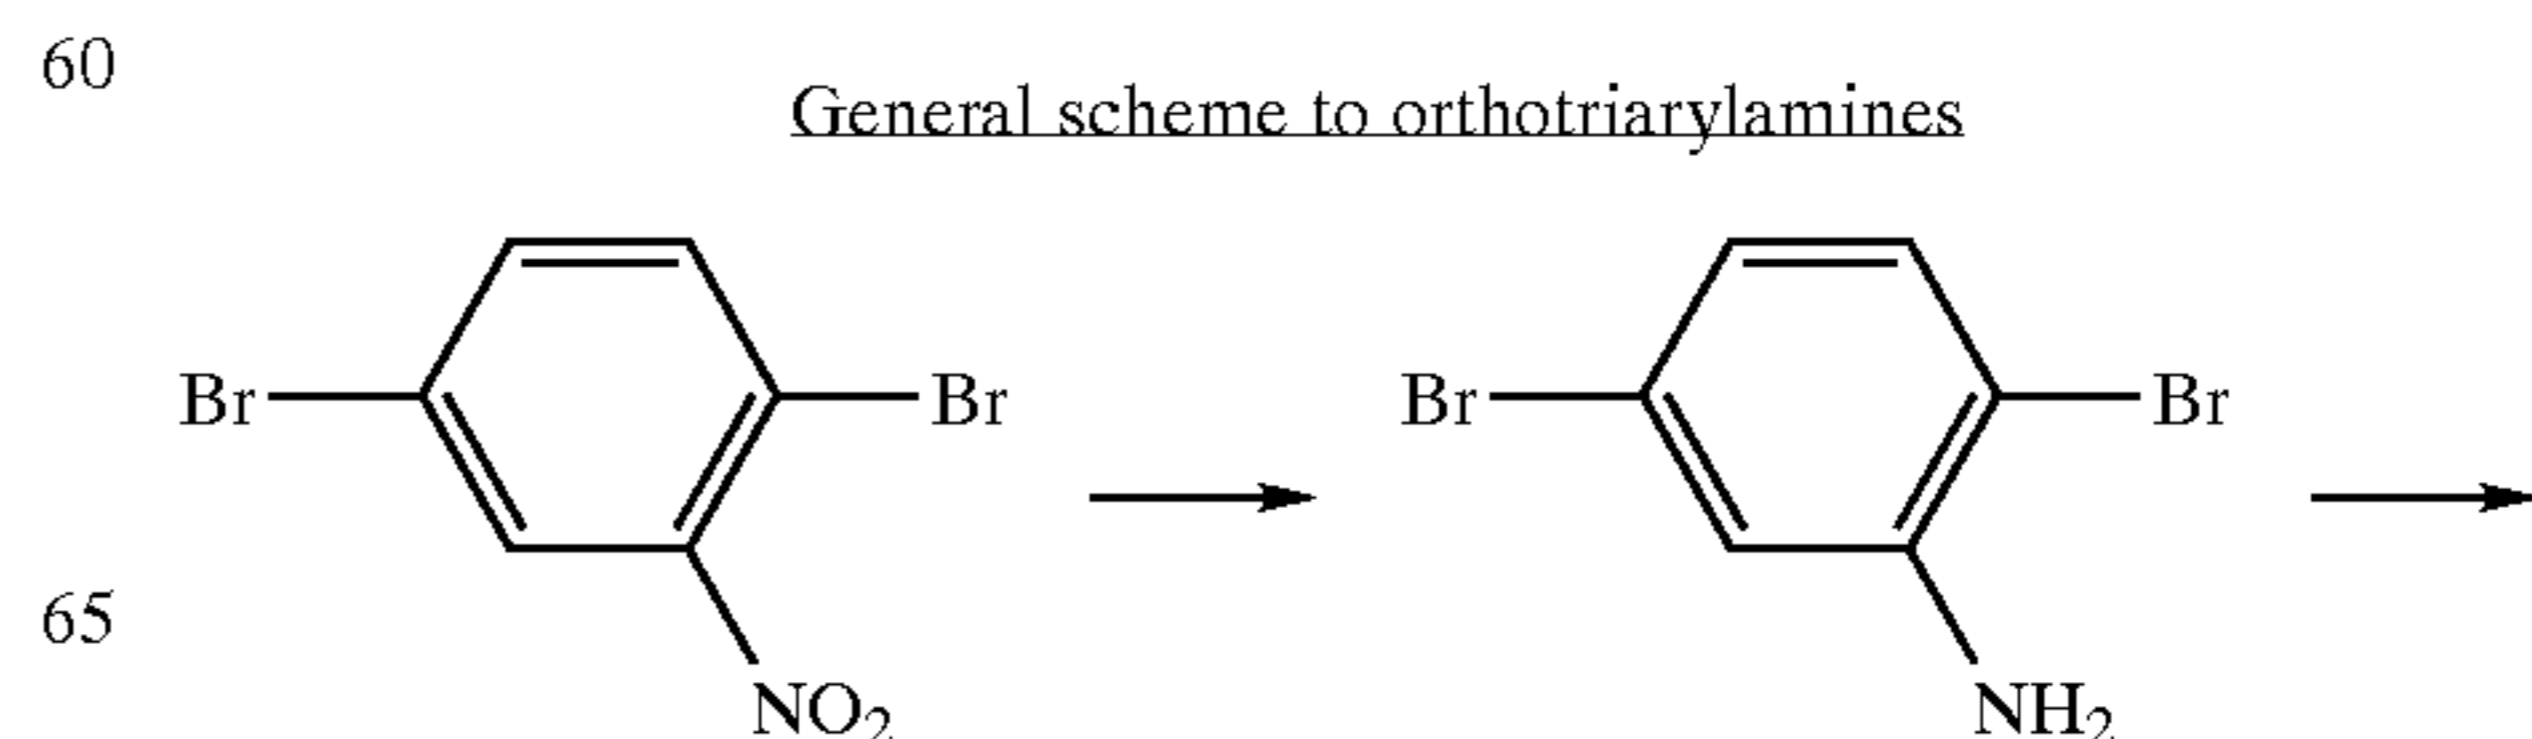 60
General scheme to orthotriarylamines
Br Br Br Br
65
NO2 NH2